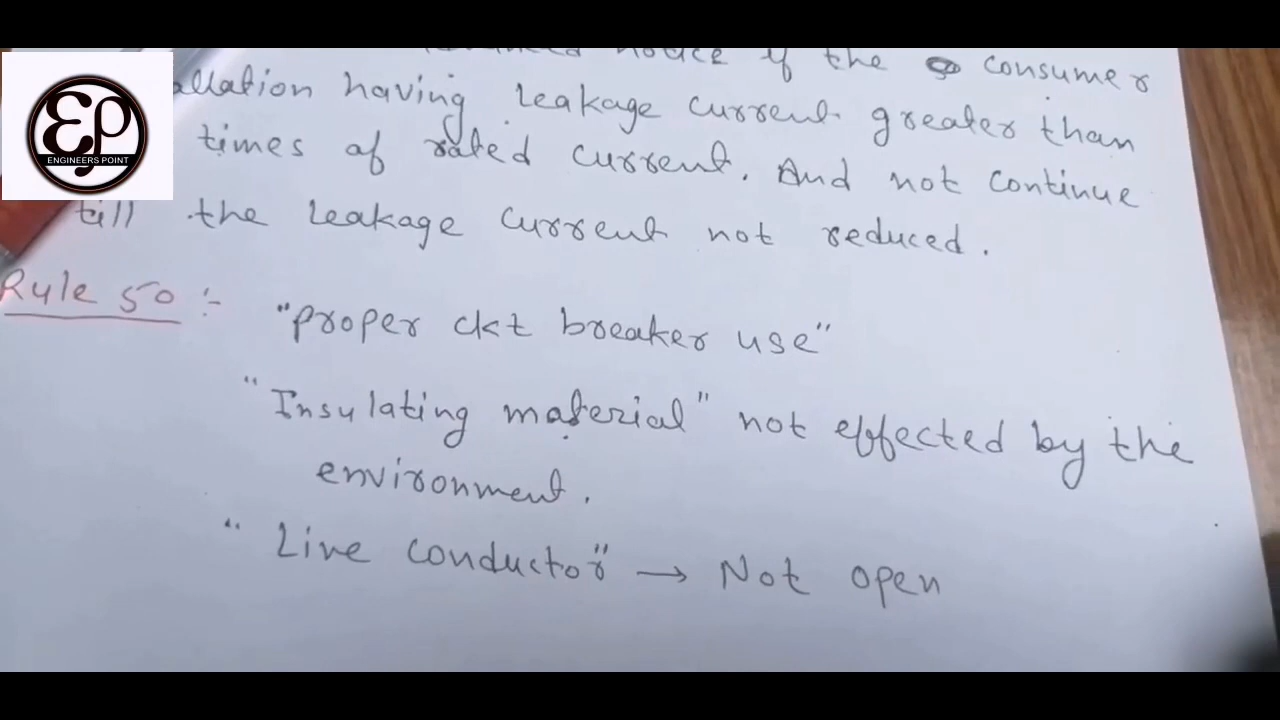 notice if the consumer
allation having leakage current greater than
times of rated current. And not continue
till the leakage current not reduced.
Rule 50 :-
"proper ckt breaker use"
"Insulating material" not effected by the
environment.
"Live conductor" → Not open
EP
ENGINEERS POINT